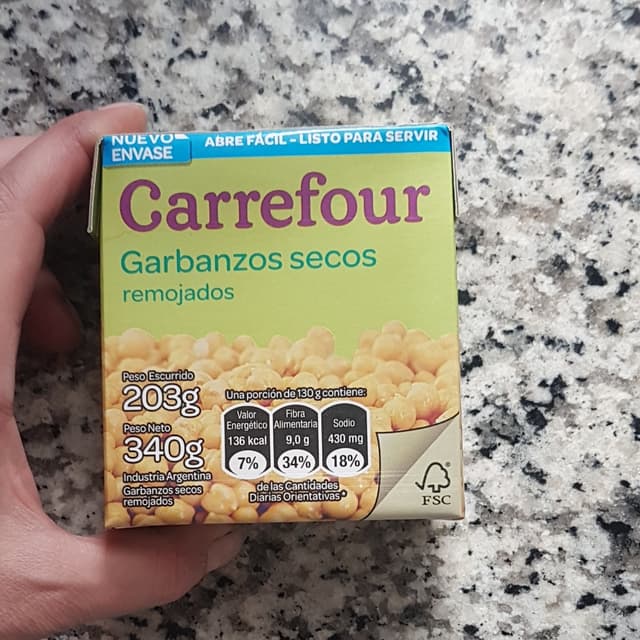 NUEVO
ENVASE
ABRE FÁCIL - LISTO PARA SERVIR
Carrefour
Garbanzos secos
remojados
Peso Escurrido
203g
Peso Neto
340g
Industria Argentina
Garbanzos secos
remojados
Una porción de 130 g contiene:
Valor
Energético
136 kcal
7%
Fibra
Alimentaria
9,0 g
34%
Sodio
430 mg
18%
de las Cantidades
Diarias Orientativas*
FSC